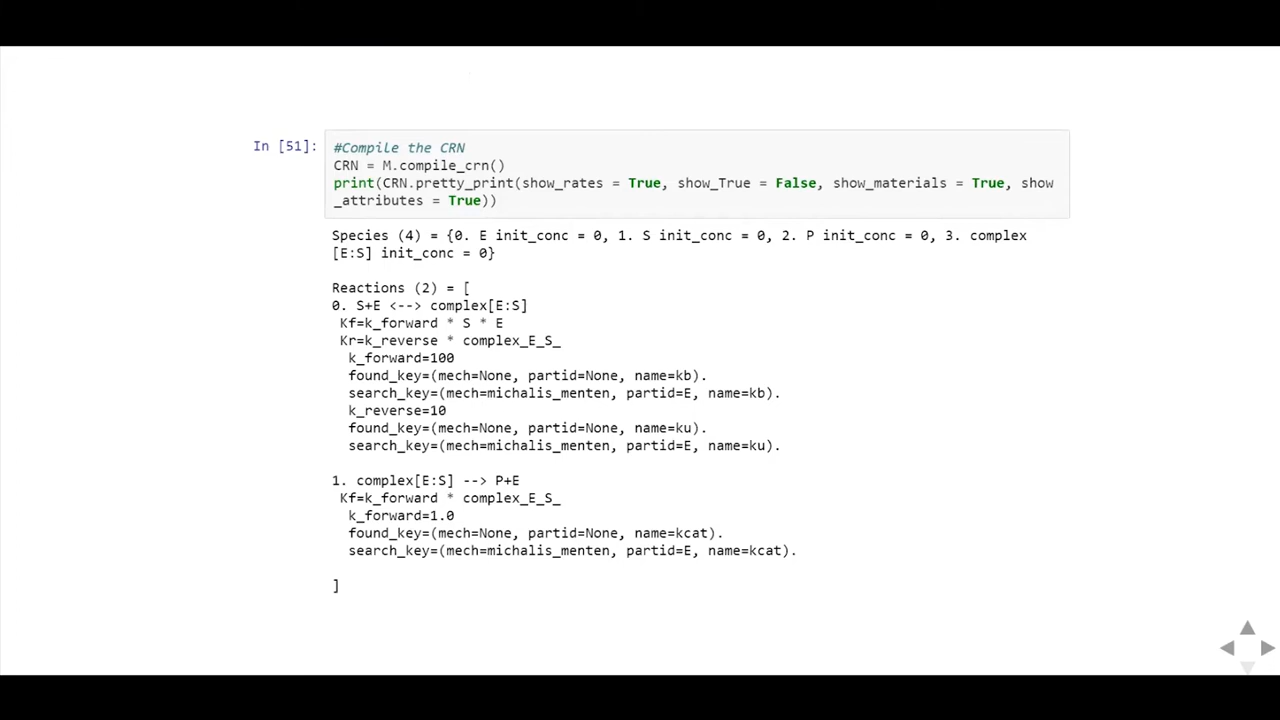 In [51]:
#Compile the CRN
CRN = M.compile_crn()
print(CRN.pretty_print(show_rates = True, show_True = False, show_materials = True, show
_attributes = True))
Species (4) = {0. E init_conc = 0, 1. S init_conc = 0, 2. P init_conc = 0, 3. complex
[E:S] init_conc = 0}
Reactions (2) = [
0. S+E <--> complex[E:S]
Kf=k_forward * S * E
Kr=k_reverse * complex_E_S_
k_forward=100
found_key=(mech=None, partid=None, name=kb).
search_key=(mech=michalis_menten, partid=E, name=kb).
k_reverse=10
found_key=(mech=None, partid=None, name=ku).
search_key=(mech=michalis_menten, partid=E, name=ku).
1. complex[E:S] --> P+E
Kf=k_forward * complex_E_S_
k_forward=1.0
found_key=(mech=None, partid=None, name=kcat).
search_key=(mech=michalis_menten, partid=E, name=kcat).
]